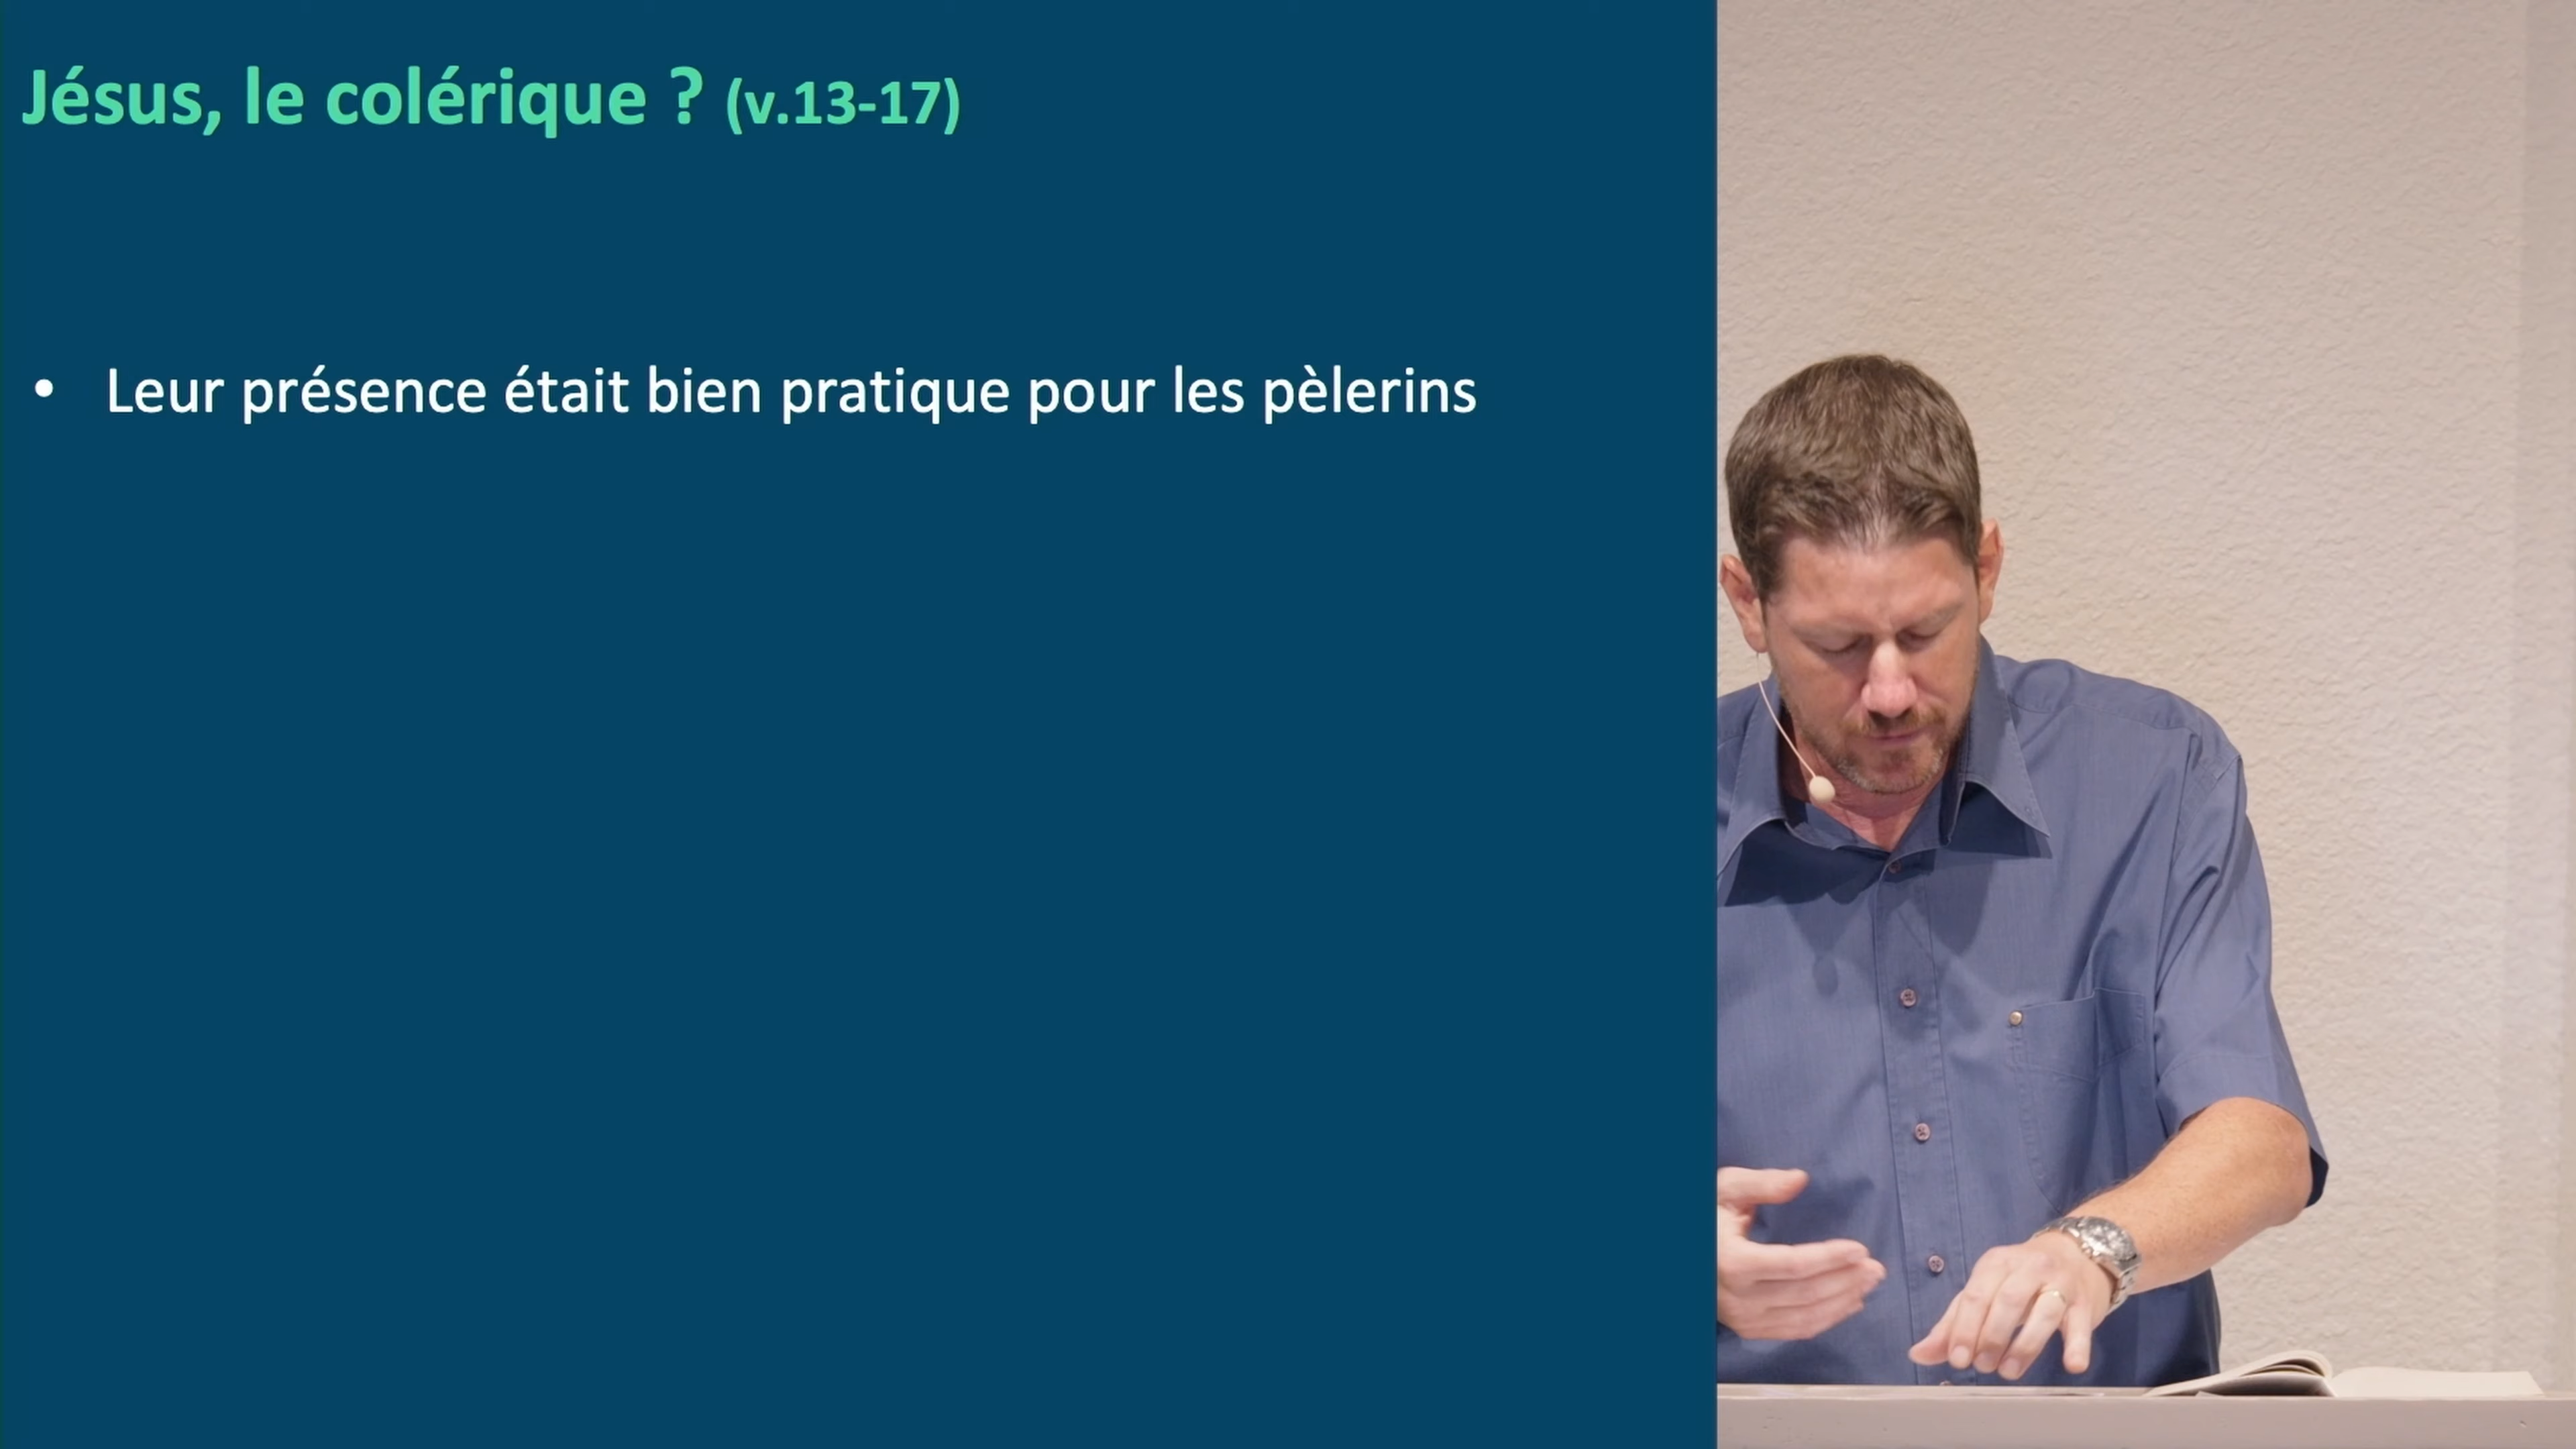 Jésus, le colérique ? (v.13-17)
• Leur présence était bien pratique pour les pèlerins